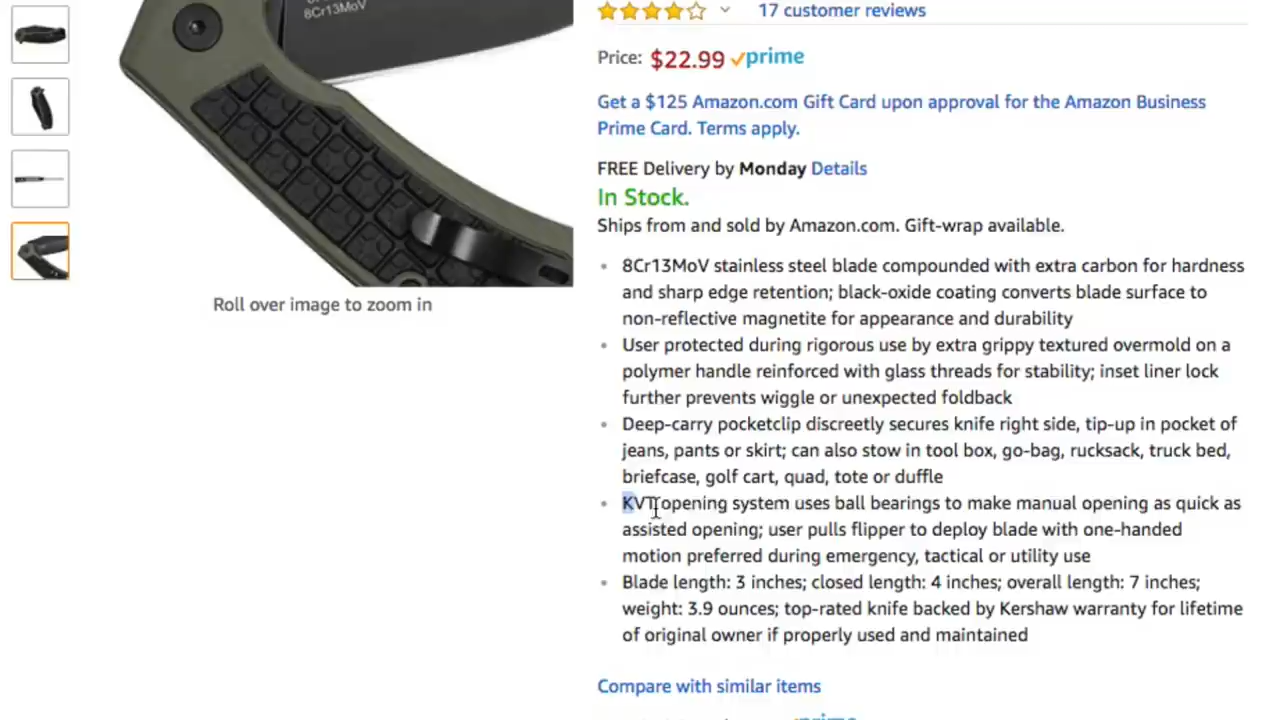 8Cr13MoV
17 customer reviews
Price: $22.99 prime
Get a $125 Amazon.com Gift Card upon approval for the Amazon Business
Prime Card. Terms apply.
FREE Delivery by Monday Details
In Stock.
Ships from and sold by Amazon.com. Gift-wrap available.
8Cr13MoV stainless steel blade compounded with extra carbon for hardness
and sharp edge retention; black-oxide coating converts blade surface to
non-reflective magnetite for appearance and durability
User protected during rigorous use by extra grippy textured overmold on a
polymer handle reinforced with glass threads for stability; inset liner lock
further prevents wiggle or unexpected foldback
Deep-carry pocketclip discreetly secures knife right side, tip-up in pocket of
jeans, pants or skirt; can also stow in tool box, go-bag, rucksack, truck bed,
briefcase, golf cart, quad, tote or duffle
KVT opening system uses ball bearings to make manual opening as quick as
assisted opening; user pulls flipper to deploy blade with one-handed
motion preferred during emergency, tactical or utility use
Blade length: 3 inches; closed length: 4 inches; overall length: 7 inches;
weight: 3.9 ounces; top-rated knife backed by Kershaw warranty for lifetime
of original owner if properly used and maintained
Roll over image to zoom in
Compare with similar items
prime